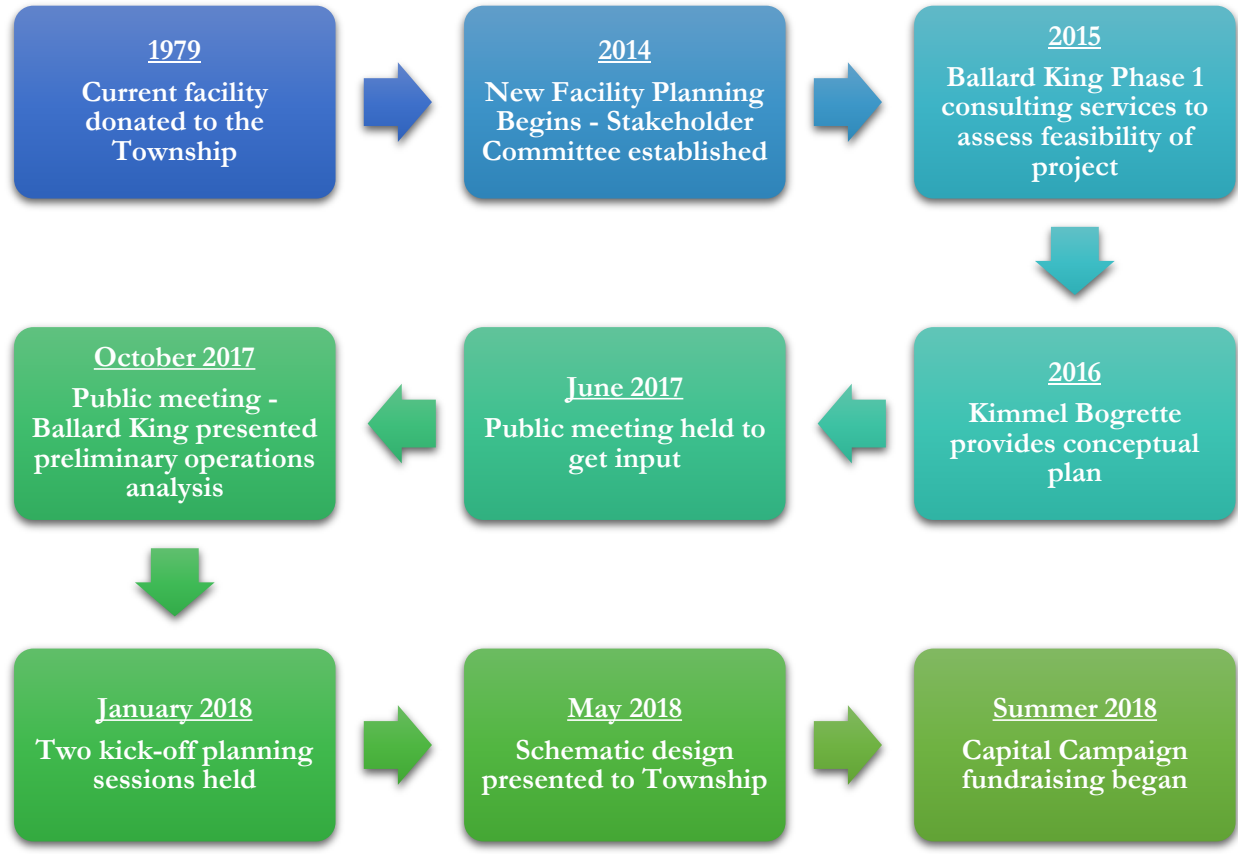 1979
Current facility
donated to the
Township
2014
New Facility Planning
Begins - Stakeholder
Committee established
2015
Ballard King Phase 1
consulting services to
assess feasibility of
project
2016
Kimmel Bogrette
provides conceptual
plan
June 2017
Public meeting held to
get input
October 2017
Public meeting -
Ballard King presented
preliminary operations
analysis
January 2018
Two kick-off planning
sessions held
May 2018
Schematic design
presented to Township
Summer 2018
Capital Campaign
fundraising began